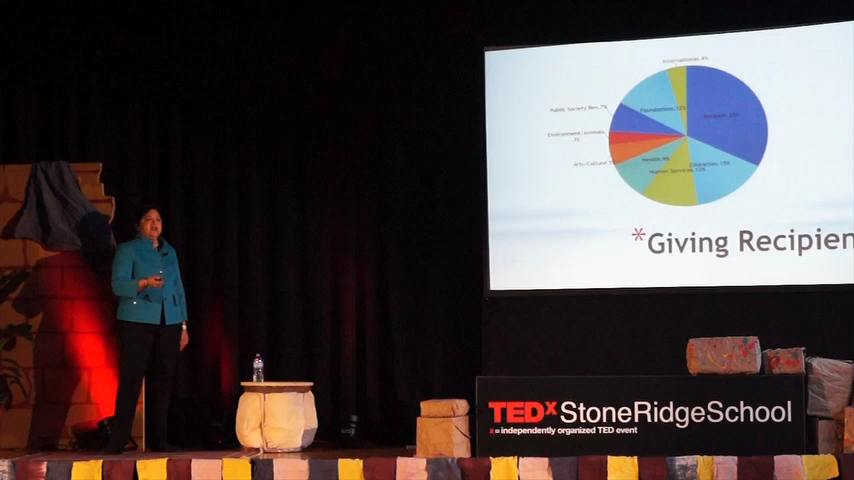 International, 4%
Public Society Ben, 7%
Foundations, 12%
Religion, 33%
Environment/Animals,
3%
Arts/Culture
Health, 9%
Education, 15%
Human Services, 12%
*Giving Recipien
TEDx StoneRidgeSchool
x = independently organized TED event